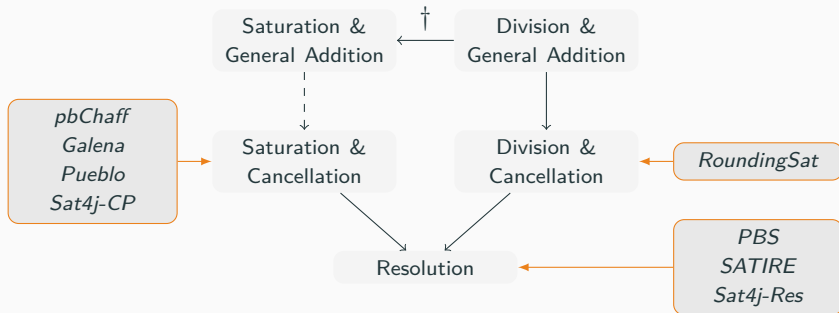 †
Saturation &
General Addition
Division &
General Addition
pbChaff
Galena
Pueblo
Sat4j-CP
Saturation &
Cancellation
Division &
Cancellation
RoundingSat
Resolution
PBS
SATIRE
Sat4j-Res